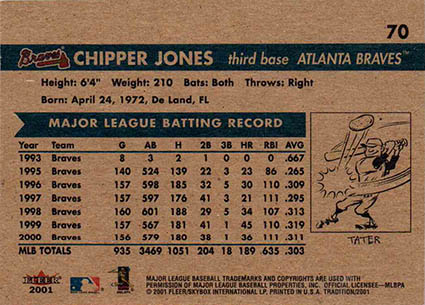 70
Braves CHIPPER JONES third base ATLANTA BRAVES™
Height: 6'4" Weight: 210 Bats: Both Throws: Right
Born: April 24, 1972, De Land, FL
MAJOR LEAGUE BATTING RECORD
Year Team G AB H 2B 3B HR RBI AVG
1993 Braves 8 3 2 1 0 0 0 .667
1995 Braves 140 524 139 22 3 23 86 .265
1996 Braves 157 598 185 32 5 30 110 .309
1997 Braves 157 597 176 41 3 21 111 .295
1998 Braves 160 601 188 29 5 34 107 .313
1999 Braves 157 567 181 41 1 45 110 .319
2000 Braves 156 579 180 38 1 36 111 .311
MLB TOTALS 935 3469 1051 204 18 189 635 .303
TATER
FLEER
2001
MAJOR LEAGUE BASEBALL TRADEMARKS AND COPYRIGHTS ARE USED WITH
PERMISSION OF MAJOR LEAGUE BASEBALL PROPERTIES, INC. OFFICIAL LICENSEE–MLBPA
© 2001 FLEER/SKYBOX INTERNATIONAL LP, PRINTED IN U.S.A. TRADITION/2001